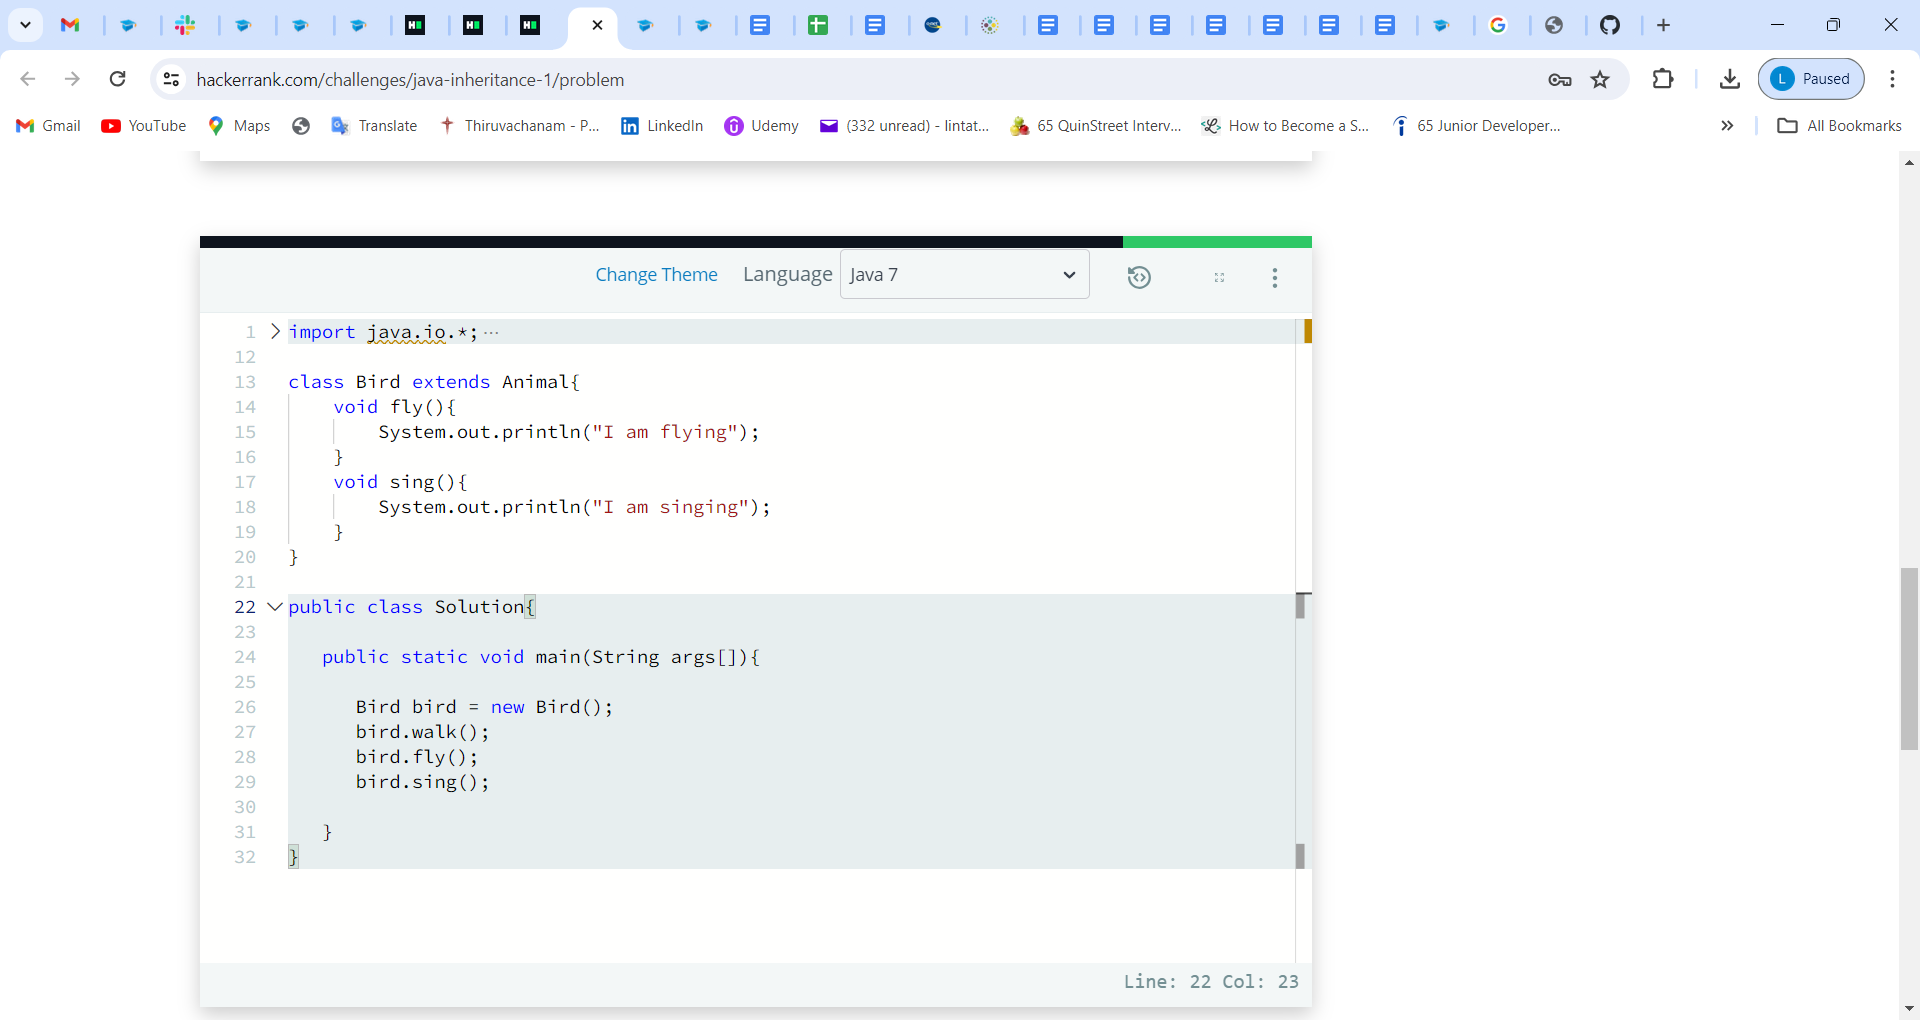 hackerrank.com/challenges/java-inheritance-1/problem
L Paused
Gmail YouTube Maps Translate Thiruvachanam - P... LinkedIn Udemy (332 unread) - lintat... 65 QuinStreet Interv... How to Become a S... 65 Junior Developer... » All Bookmarks
Change Theme Language Java 7
1 import java.io.*; ...
12
13 class Bird extends Animal{
14 void fly(){
15 System.out.println("I am flying");
16 }
17 void sing(){
18 System.out.println("I am singing");
19 }
20 }
21
22 public class Solution{
23
24 public static void main(String args[]){
25
26 Bird bird = new Bird();
27 bird.walk();
28 bird.fly();
29 bird.sing();
30
31 }
32 }
Line: 22 Col: 23